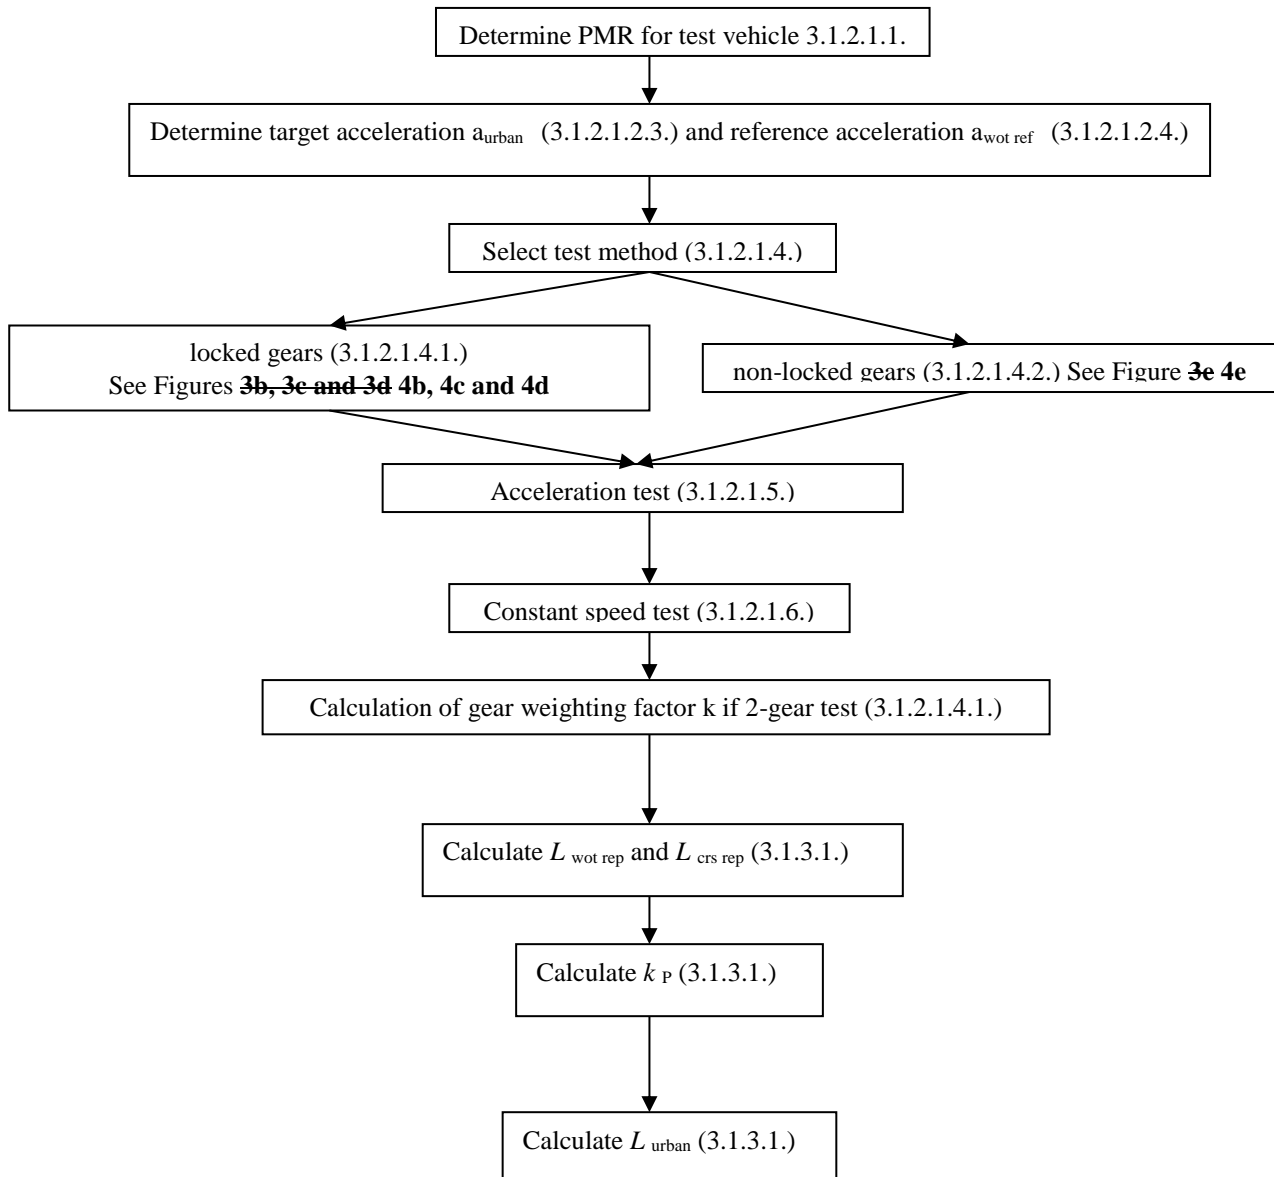 Determine PMR for test vehicle 3.1.2.1.1.
Determine target acceleration aurban (3.1.2.1.2.3.) and reference acceleration awot ref (3.1.2.1.2.4.)
Select test method (3.1.2.1.4.)
locked gears (3.1.2.1.4.1.)
See Figures 3b, 3c and 3d 4b, 4c and 4d
non-locked gears (3.1.2.1.4.2.) See Figure 3e 4e
Acceleration test (3.1.2.1.5.)
Constant speed test (3.1.2.1.6.)
Calculation of gear weighting factor k if 2-gear test (3.1.2.1.4.1.)
Calculate L wot rep and L crs rep (3.1.3.1.)
Calculate k P (3.1.3.1.)
Calculate L urban (3.1.3.1.)